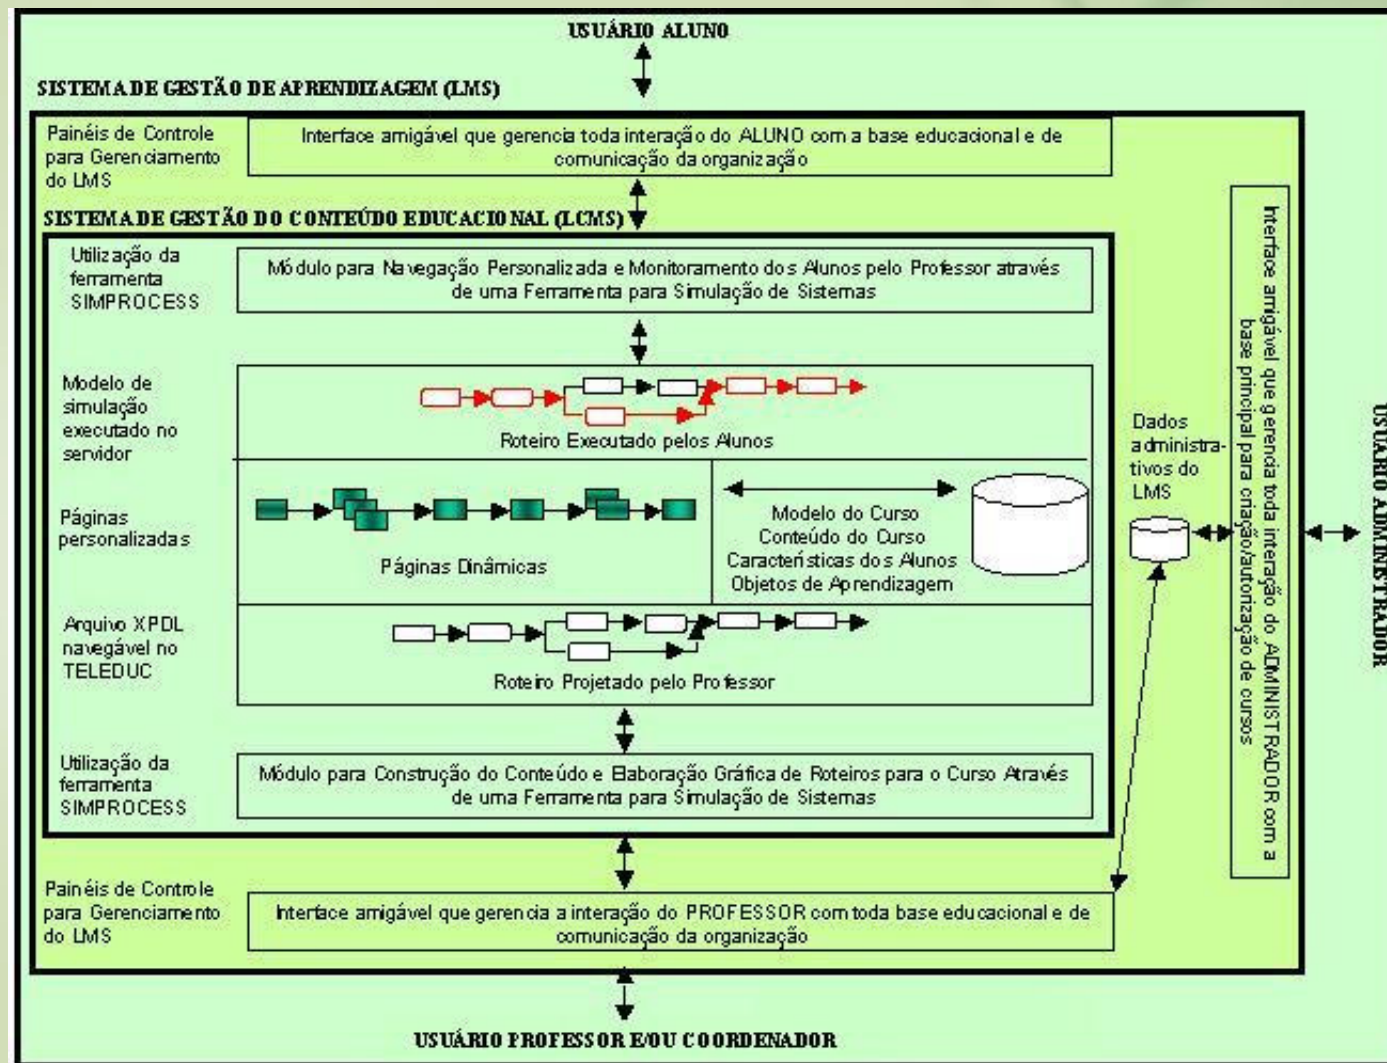 USUÁRIO ALUNO
SISTEMA DE GESTÃO DE APRENDIZAGEM (LMS)
Painéis de Controle
para Gerenciamento
do LMS
Interface amigável que gerencia toda interação do ALUNO com a base educacional e de
comunicação da organização
SISTEMA DE GESTÃO DO CONTEÚDO EDUCACIONAL (LCMS)
Utilização da
ferramenta
SIMPROCESS
Módulo para Navegação Personalizada e Monitoramento dos Alunos pelo Professor através
de uma Ferramenta para Simulação de Sistemas
Modelo de
simulação
executado no
servidor
Roteiro Executado pelos Alunos
Páginas
personalizadas
Páginas Dinâmicas
Modelo do Curso
Conteúdo do Curso
Características dos Alunos
Objetos de Aprendizagem
Arquivo XPDL
navegável no
TELEDUC
Roteiro Projetado pelo Professor
Utilização da
ferramenta
SIMPROCESS
Módulo para Construção do Conteúdo e Elaboração Gráfica de Roteiros para o Curso Através
de uma Ferramenta para Simulação de Sistemas
Painéis de Controle
para Gerenciamento
do LMS
Interface amigável que gerencia a interação do PROFESSOR com toda base educacional e de
comunicação da organização
Dados
administra-
tivos do
LMS
Interface amigável que gerencia toda interação do ADMINISTRADOR com a
base principal para criação/autorização de cursos
USUÁRIO ADMINISTRADOR
USUÁRIO PROFESSOR E/OU COORDENADOR